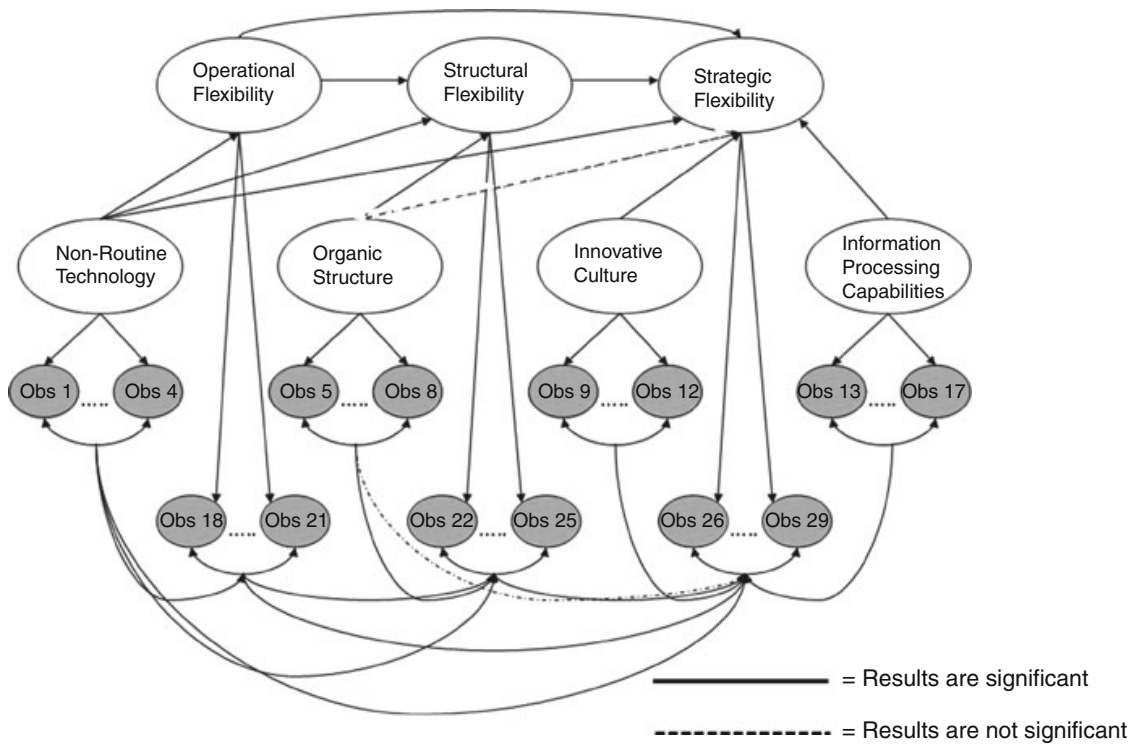 Operational
Flexibility
Structural
Flexibility
Strategic
Flexibility
Non-Routine
Technology
Organic
Structure
Innovative
Culture
Information
Processing
Capabilities
Obs 1
.....
Obs 4
Obs 5
.....
Obs 8
Obs 9
.....
Obs 12
Obs 13
.....
Obs 17
Obs 18
.....
Obs 21
Obs 22
.....
Obs 25
Obs 26
.....
Obs 29
= Results are significant
= Results are not significant